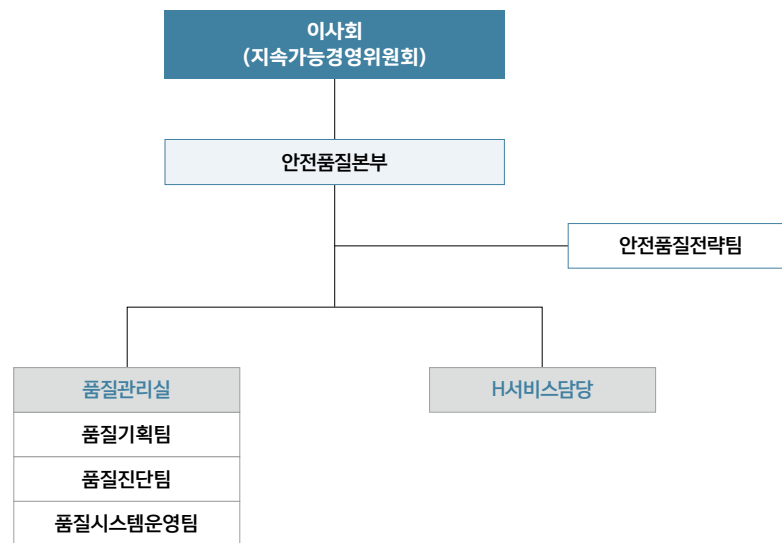 이사회
(지속가능경영위원회)
안전품질본부
안전품질전략팀
품질관리실
H서비스담당
품질기획팀
품질진단팀
품질시스템운영팀